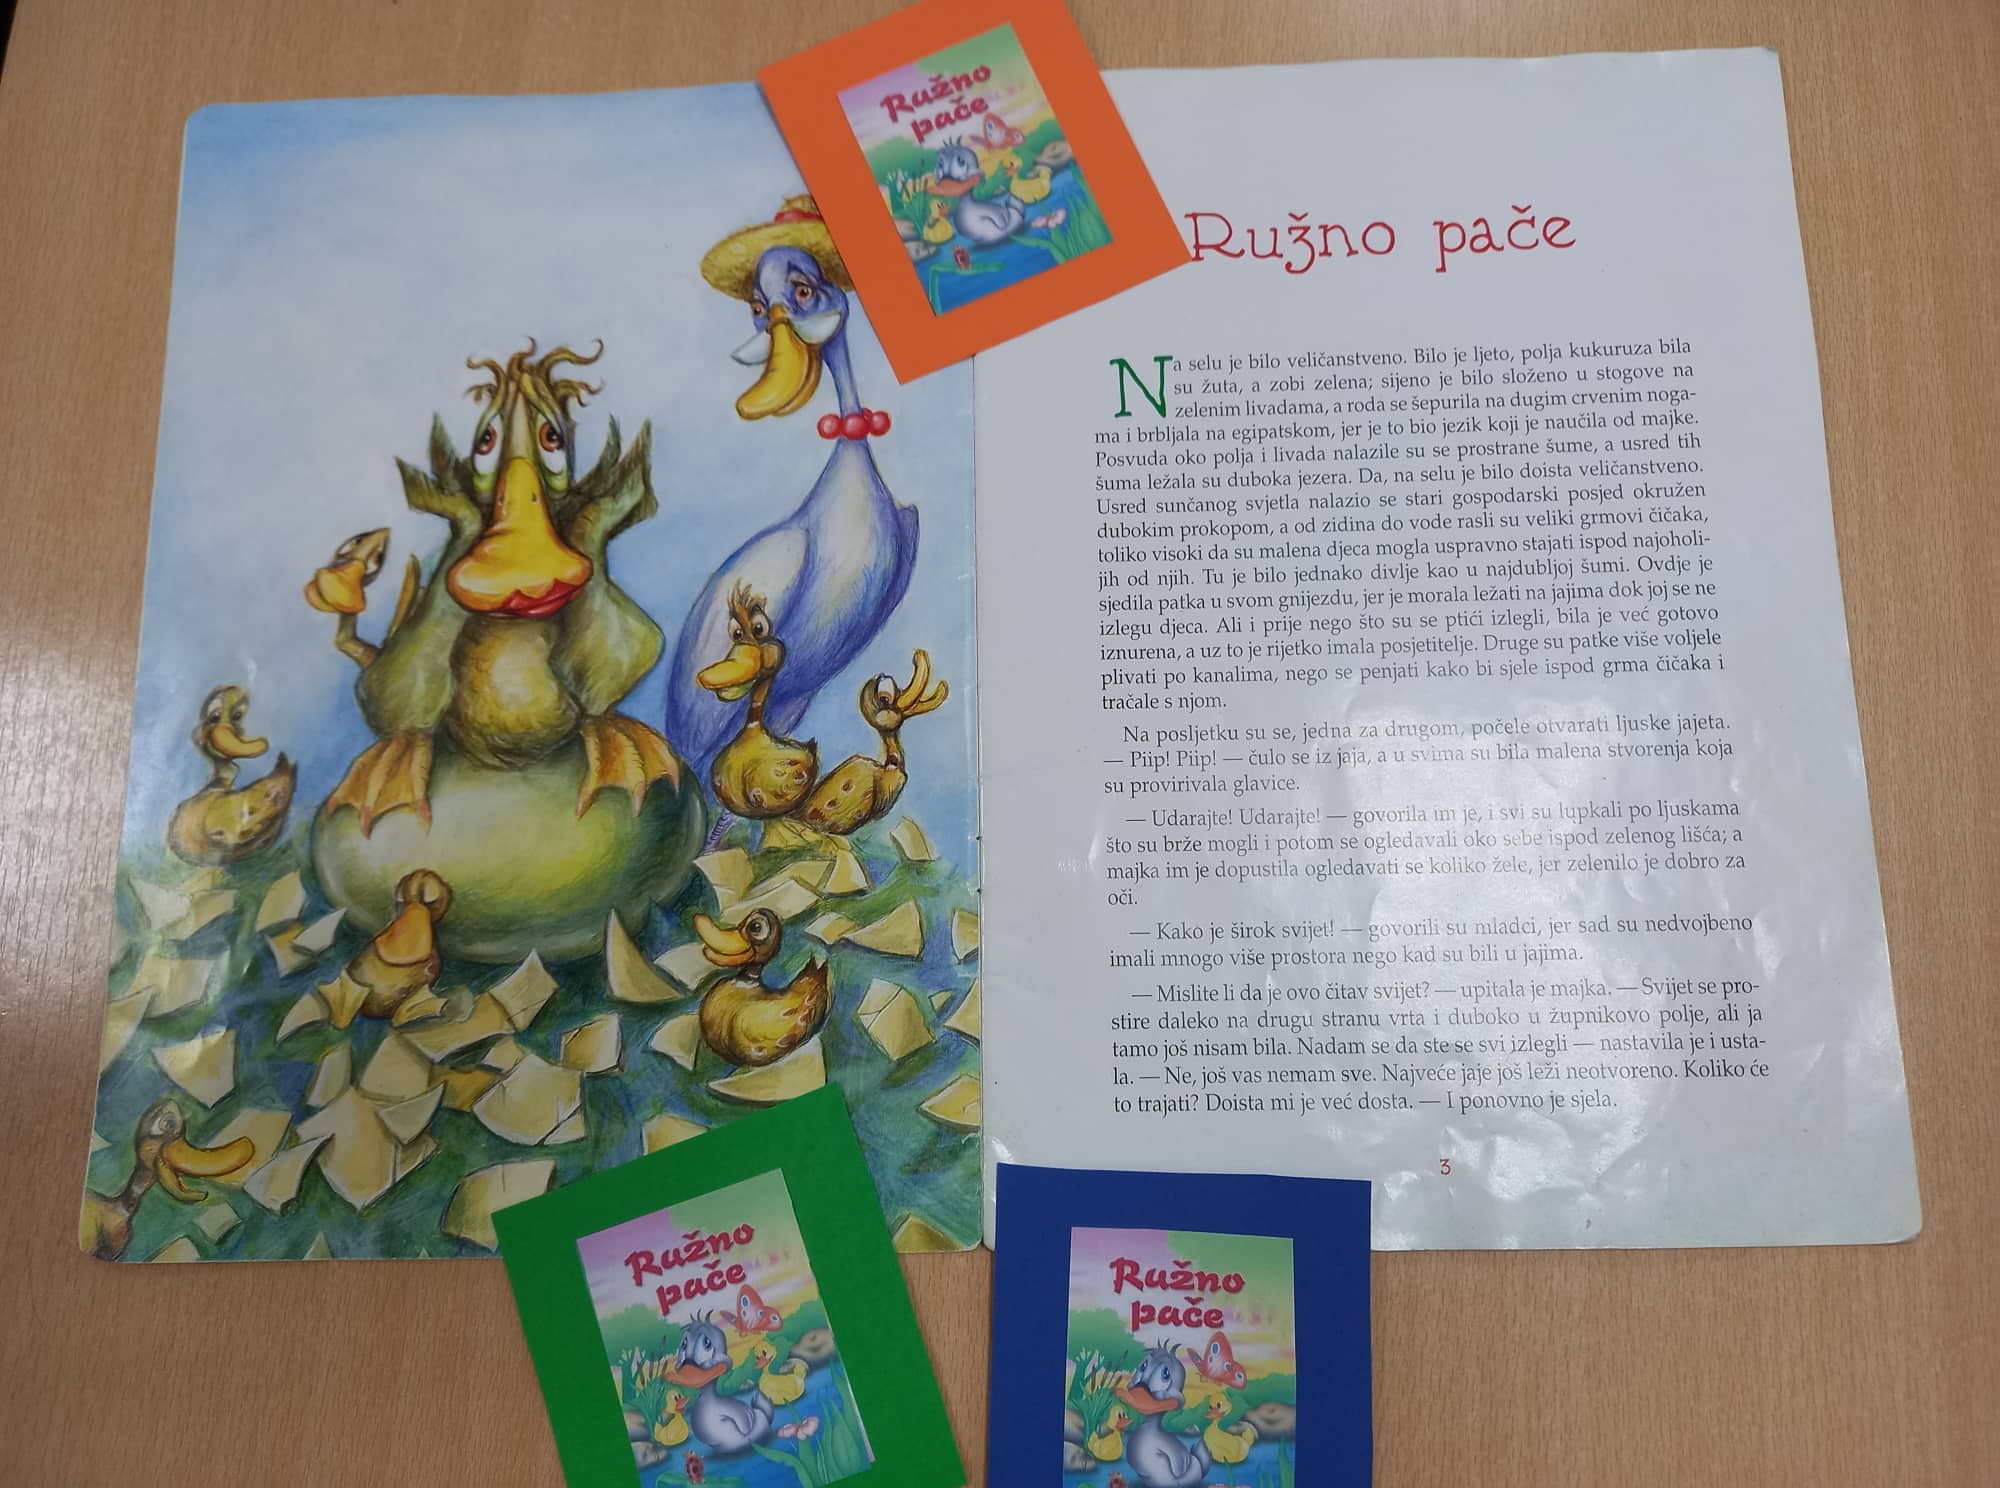 Ružno
pače
Ružno pače
Na selu je bilo veličanstveno. Bilo je ljeto, polja kukuruza bila
su žuta, a zobi zelena; sijeno je bilo složeno u stogove na
zelenim livadama, a roda se šepurila na dugim crvenim noga-
ma i brbljala na egipatskom, jer je to bio jezik koji je naučila od majke.
Posvuda oko polja i livada nalazile su se prostrane šume, a usred tih
šuma ležala su duboka jezera. Da, na selu je bilo doista veličanstveno.
Usred sunčanog svjetla nalazio se stari gospodarski posjed okružen
dubokim prokopom, a od zidina do vode rasli su veliki grmovi čičaka,
toliko visoki da su malena djeca mogla uspravno stajati ispod najoholi-
jih od njih. Tu je bilo jednako divlje kao u najdubljoj šumi. Ovdje je
sjedila patka u svom gnijezdu, jer je morala ležati na jajima dok joj se ne
izlegu djeca. Ali i prije nego što su se ptići izlegli, bila je već gotovo
iznurena, a uz to je rijetko imala posjetitelje. Druge su patke više voljele
plivati po kanalima, nego se penjati kako bi sjele ispod grma čičaka i
tračale s njom.
Na posljetku su se, jedna za drugom, počele otvarati ljuske jajeta.
— Piip! Piip! — čulo se iz jaja, a u svima su bila malena stvorenja koja
su provirivala glavice.
— Udarajte! Udarajte! — govorila im je, i svi su lupkali po ljuskama
što su brže mogli i potom se ogledavali oko sebe ispod zelenog lišća; a
majka im je dopustila ogledavati se koliko žele, jer zelenilo je dobro za
oči.
— Kako je širok svijet! — govorili su mladci, jer sad su nedvojbeno
imali mnogo više prostora nego kad su bili u jajima.
— Mislite li da je ovo čitav svijet? — upitala je majka. — Svijet se pro-
stire daleko na drugu stranu vrta i duboko u župnikovo polje, ali ja
tamo još nisam bila. Nadam se da ste se svi izlegli — nastavila je i usta-
la. — Ne, još vas nemam sve. Najveće jaje još leži neotvoreno. Koliko će
to trajati? Doista mi je već dosta. — I ponovno je sjela.
3
Ružno
pače
Ružno
pače